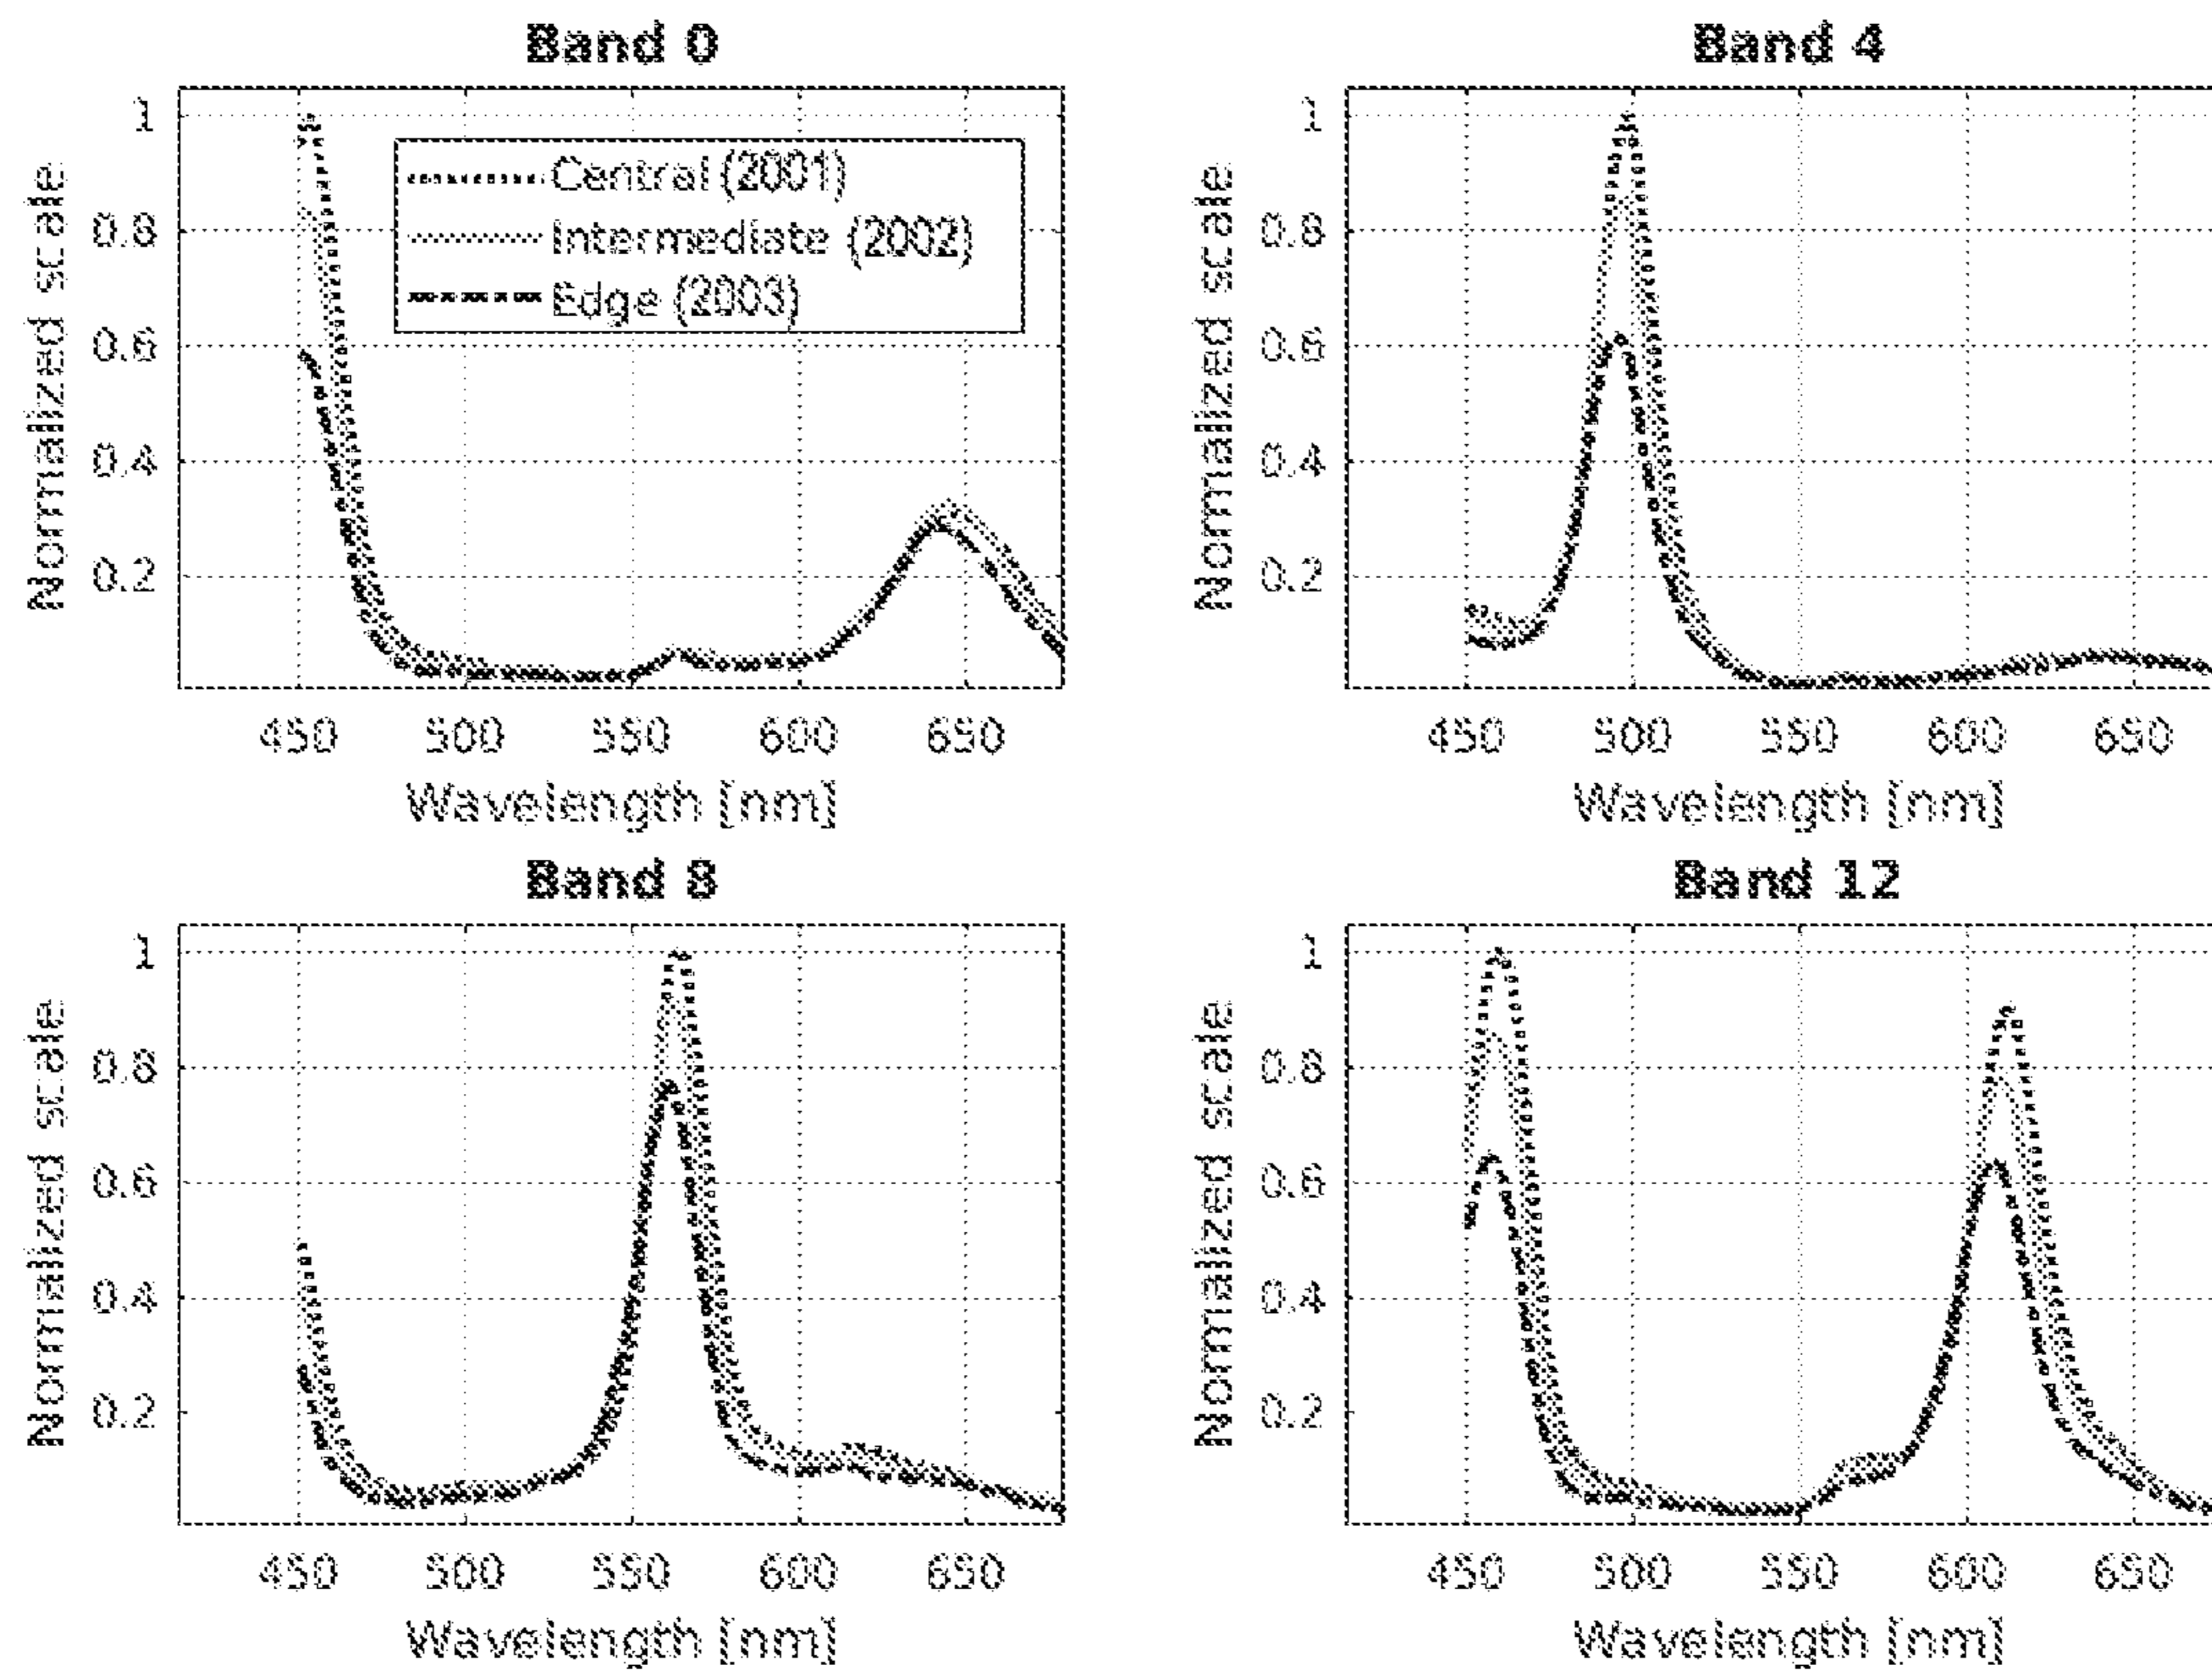 Band 0
Normalized scale
1
0.8
0.6
0.4
0.2
Central (2001)
Intermediate (2002)
Edge (2003)
450 500 550 600 650
Wavelength [nm]
Band 4
Normalized scale
1
0.8
0.6
0.4
0.2
450 500 550 600 650
Wavelength [nm]
Band 8
Normalized scale
1
0.8
0.6
0.4
0.2
450 500 550 600 650
Wavelength [nm]
Band 12
Normalized scale
1
0.8
0.6
0.4
0.2
450 500 550 600 650
Wavelength [nm]